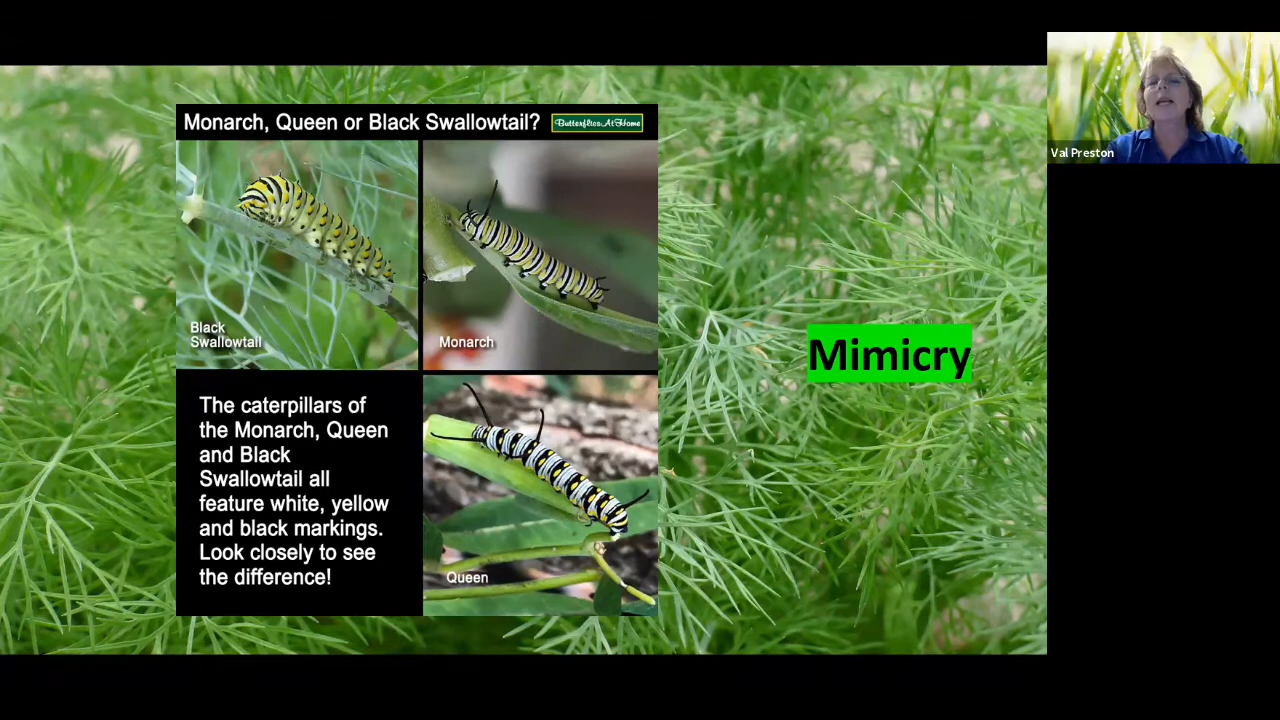 Monarch, Queen or Black Swallowtail?
ButterfliesAtHome
Black
Swallowtail
Monarch
The caterpillars of
the Monarch, Queen
and Black
Swallowtail all
feature white, yellow
and black markings.
Look closely to see
the difference!
Queen
Mimicry
Val Preston